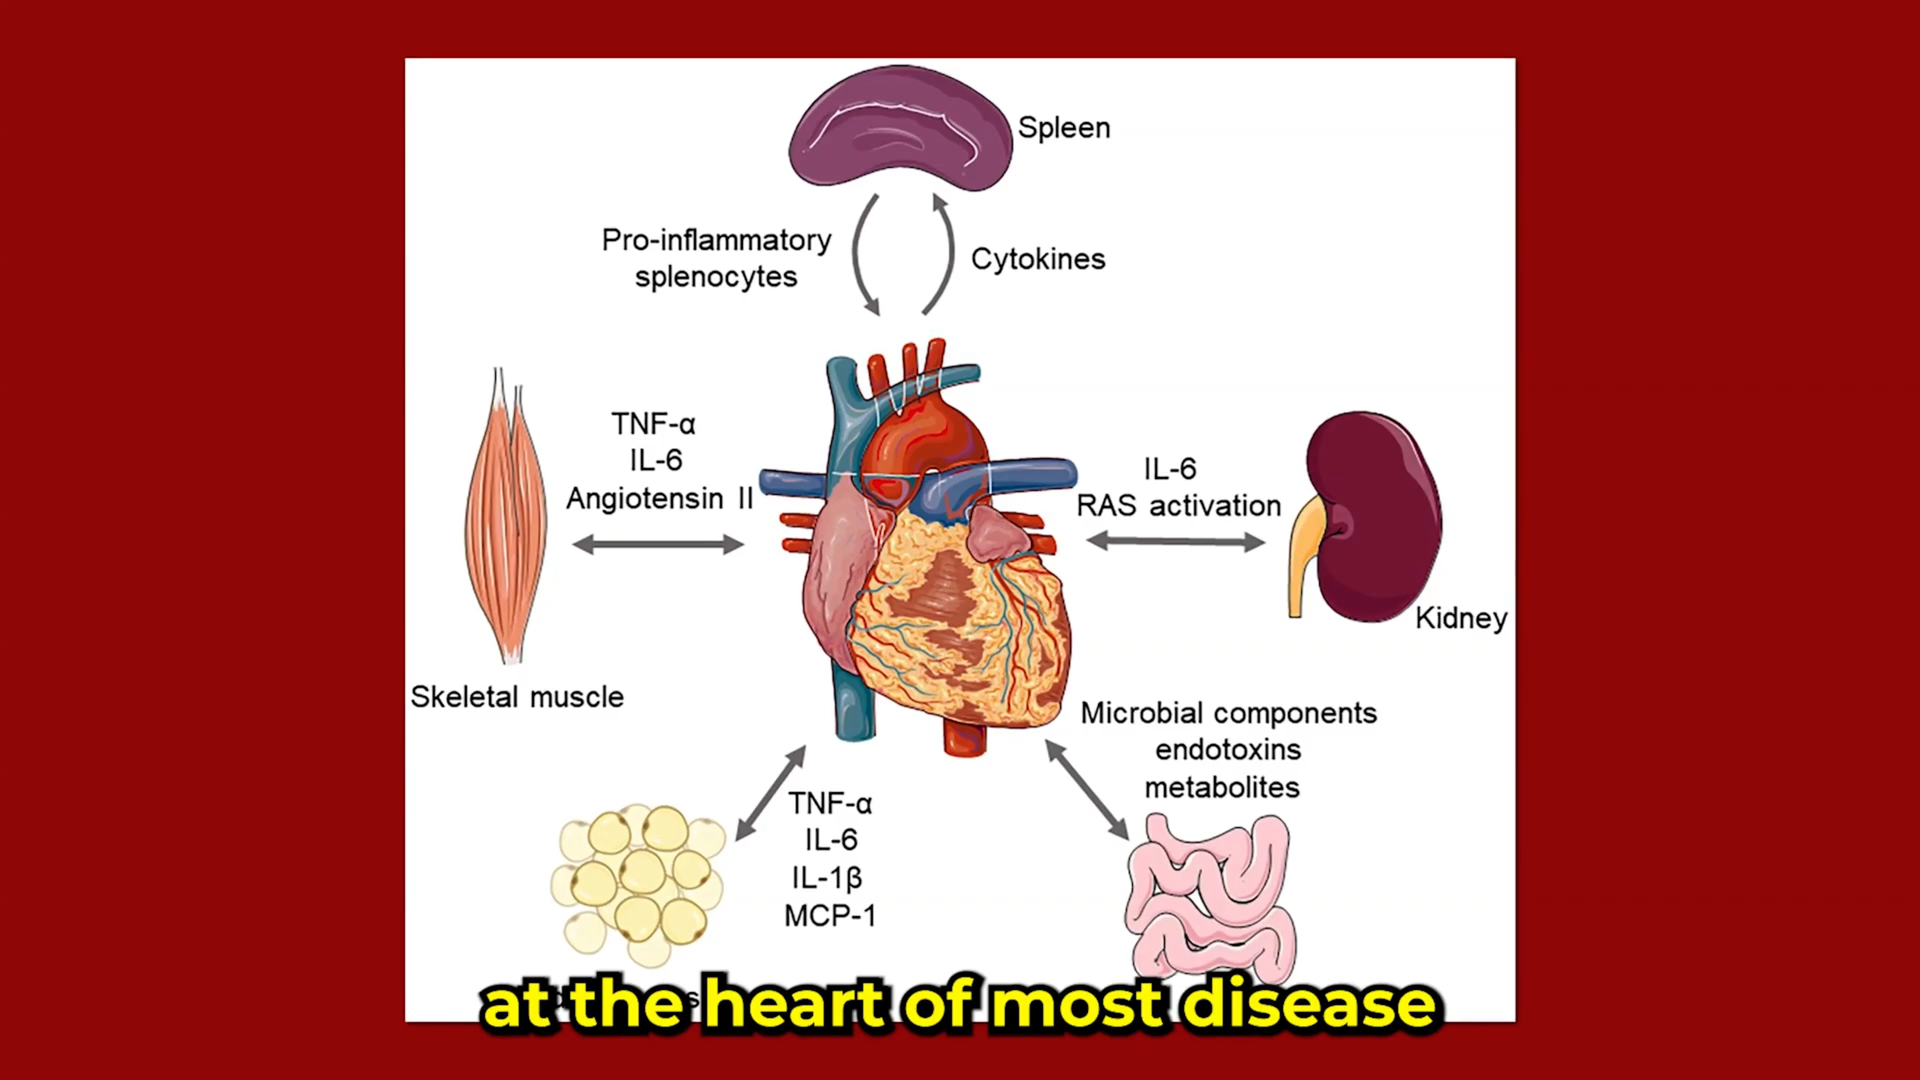 Spleen
Pro-inflammatory
splenocytes
Cytokines
TNF-α
IL-6
Angiotensin II
IL-6
RAS activation
Kidney
Skeletal muscle
Microbial components
endotoxins
metabolites
TNF-α
IL-6
IL-1β
MCP-1
at the heart of most disease